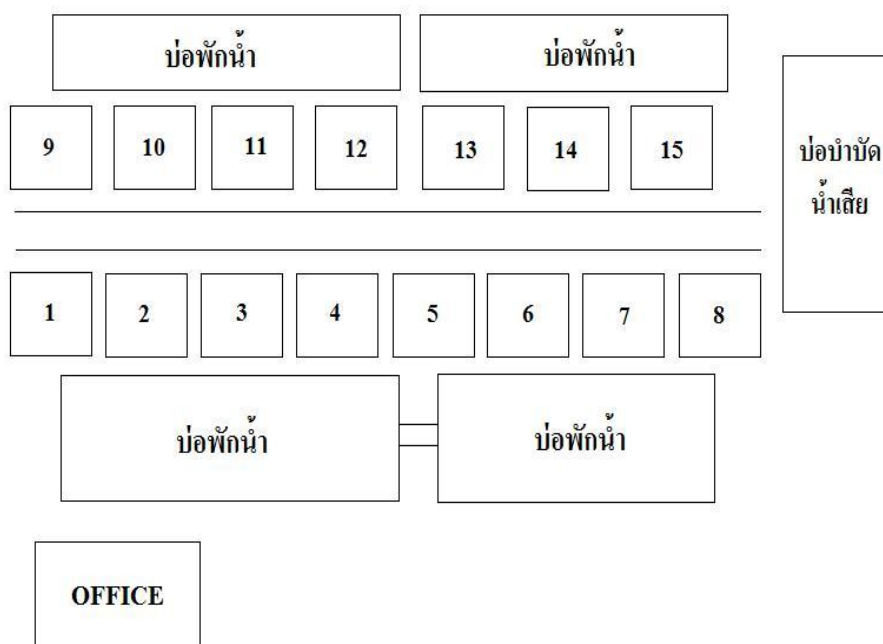 บ่อพักน้ำ บ่อพักน้ำ
9 10 11 12 13 14 15
บ่อบำบัด
น้ำเสีย
1 2 3 4 5 6 7 8
บ่อพักน้ำ บ่อพักน้ำ
OFFICE